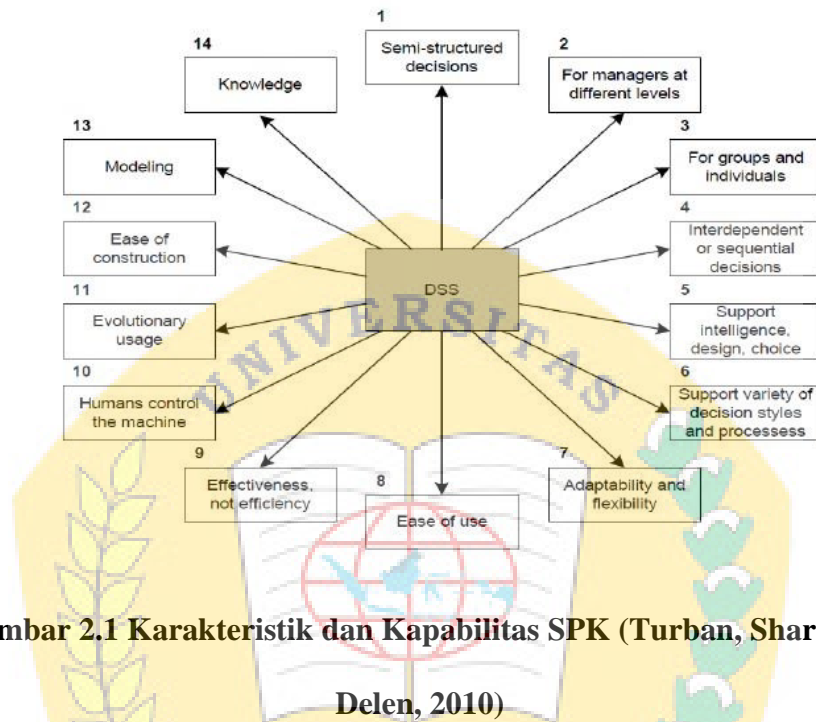 1
Semi-structured
decisions
2
For managers at
different levels
3
For groups and
individuals
4
Interdependent
or sequential
decisions
5
Support
intelligence,
design, choice
6
Support variety of
decision styles
and processess
7
Adaptability and
flexibility
8
Ease of use
9
Effectiveness,
not efficiency
10
Humans control
the machine
11
Evolutionary
usage
12
Ease of
construction
13
Modeling
14
Knowledge
DSS
UNIVERSITAS
mbar 2.1 Karakteristik dan Kapabilitas SPK (Turban, Shar
Delen, 2010)